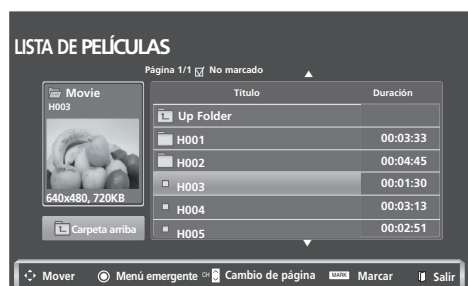 LISTA DE PELÍCULAS
Página 1/1 No marcado
Movie
H003
640x480, 720KB
Carpeta arriba
Título Duración
Up Folder
H001 00:03:33
H002 00:04:45
H003 00:01:30
H004 00:03:13
H005 00:02:51
Mover Menú emergente CH Cambio de página MARK Marcar Salir